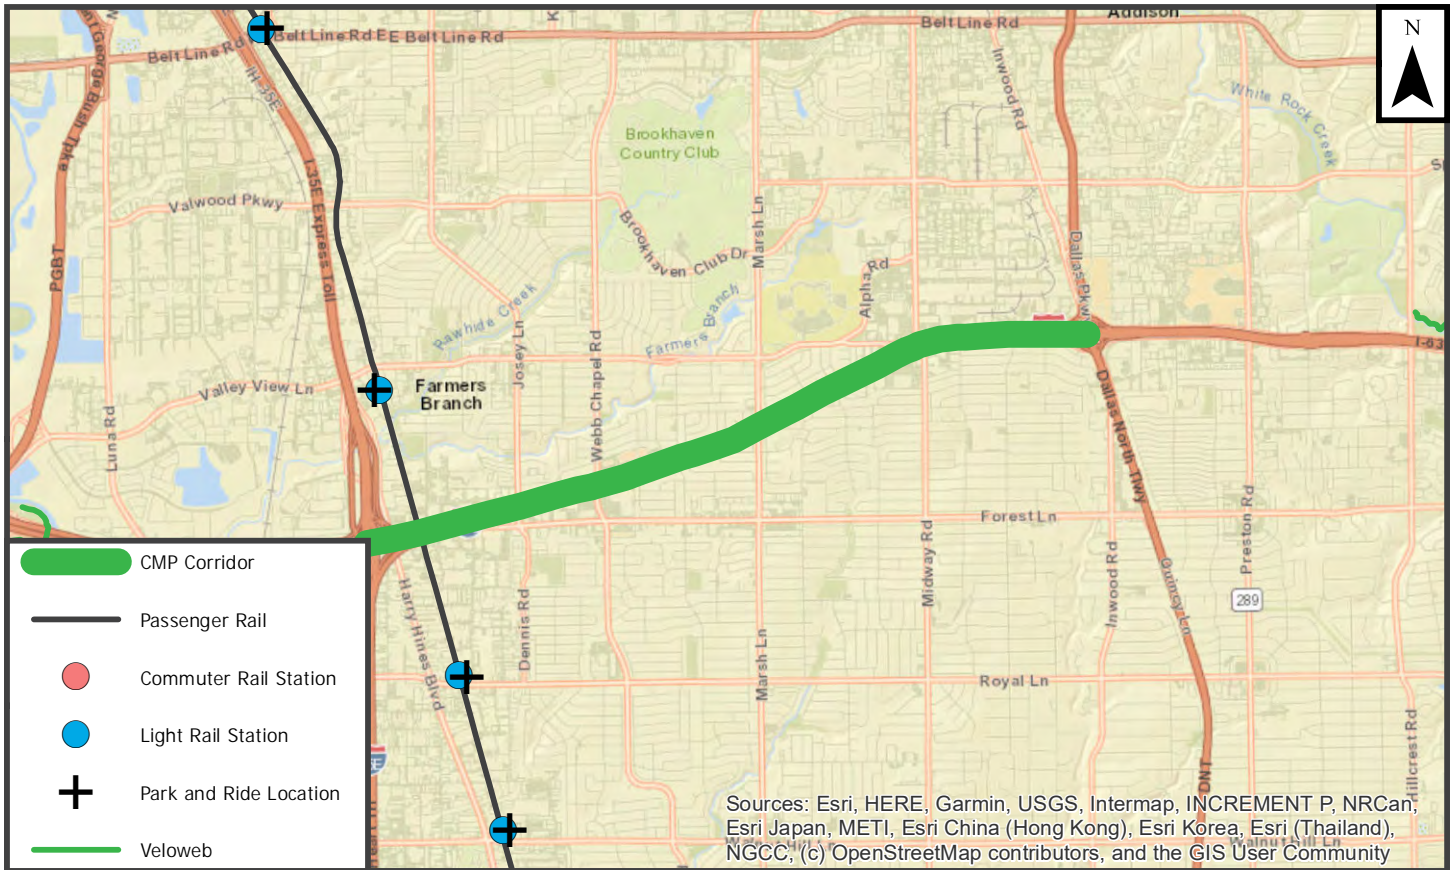 Addison
N
Belt Line Rd
Belt Line Rd
Belt Line Rd E
E Belt Line Rd
IH-35E
Inwood Rd
White Rock Creek
Brookhaven
Country Club
I-35E Express Toll
Valwood Pkwy
Marsh Ln
Brookhaven Club Dr
PGBT
Dallas Pkwy
Alpha Rd
Rawhide Creek
Farmers Branch
Josey Ln
Webb Chapel Rd
I-63
Valley View Ln
Farmers
Branch
Luna Rd
Dallas North Tlwy
Forest Ln
Preston Rd
Midway Rd
Inwood Rd
Quincy Ln
289
Harry Hines Blvd
Dennis Rd
Marsh Ln
Royal Ln
Hillcrest Rd
DNT
Walnut Hill Ln
CMP Corridor
Passenger Rail
Commuter Rail Station
Light Rail Station
Park and Ride Location
Veloweb
Sources: Esri, HERE, Garmin, USGS, Intermap, INCREMENT P, NRCan,
Esri Japan, METI, Esri China (Hong Kong), Esri Korea, Esri (Thailand),
NGCC, (c) OpenStreetMap contributors, and the GIS User Community